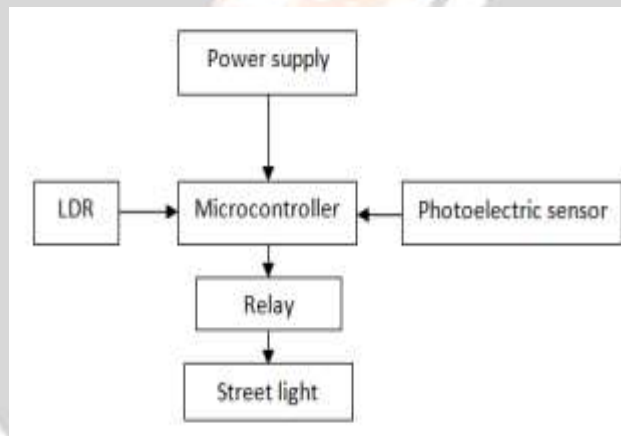 Power supply
LDR
Microcontroller
Photoelectric sensor
Relay
Street light